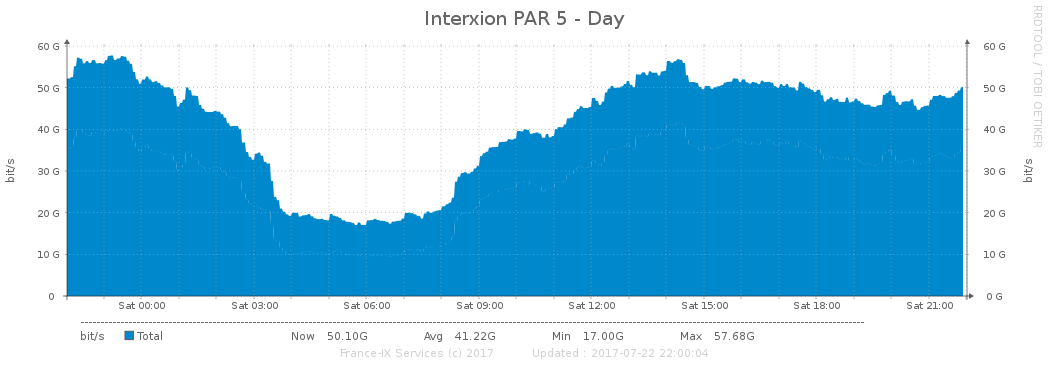 Interxion PAR 5 - Day
RRDTOOL / TOBI OETIKER
60 G 60 G
50 G 50 G
40 G 40 G
30 G 30 G
20 G 20 G
10 G 10 G
0 0 G
bit/s
bit/s
Sat 00:00 Sat 03:00 Sat 06:00 Sat 09:00 Sat 12:00 Sat 15:00 Sat 18:00 Sat 21:00
bit/s Total Now 50.10G Avg 41.22G Min 17.00G Max 57.68G
France-IX Services (c) 2017 Updated : 2017-07-22 22:00:04